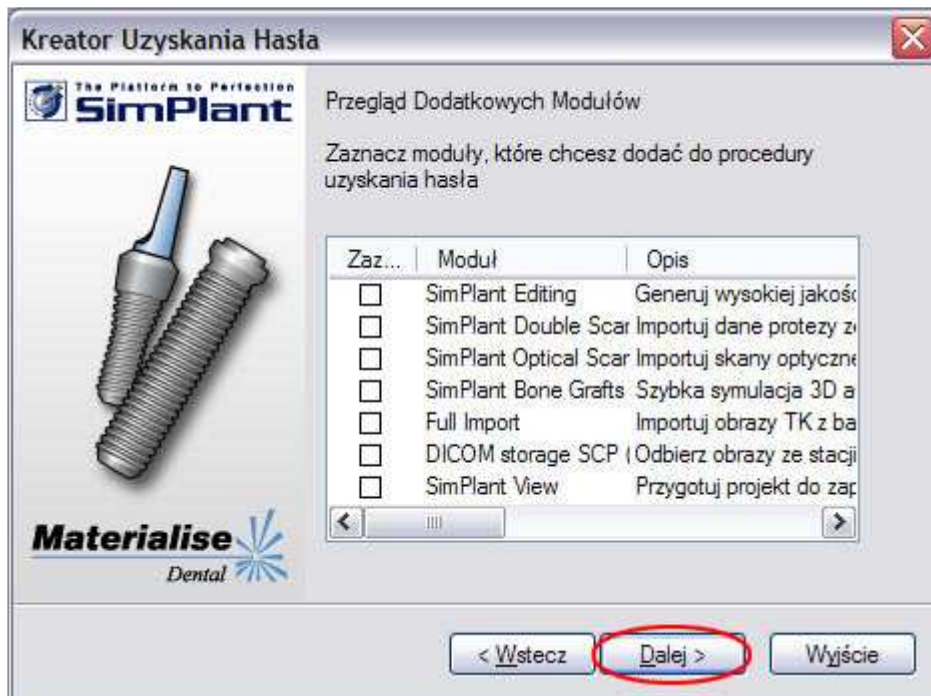 Kreator Uzyskania Hasła
The Platform to Perfection
SimPlant
Przegląd Dodatkowych Modułów
Zaznacz moduły, które chcesz dodać do procedury
uzyskania hasła
Zaz... Moduł Opis
SimPlant Editing Generuj wysokiej jakość
SimPlant Double Scar Importuj dane protezy ze
SimPlant Optical Scar Importuj skany optyczne
SimPlant Bone Grafts Szybka symulacja 3D a
Full Import Importuj obrazy TK z ba
DICOM storage SCP ( Odbierz obrazy ze stacji
SimPlant View Przygotuj projekt do zap
Materialise
Dental
< Wstecz Dalej > Wyjście